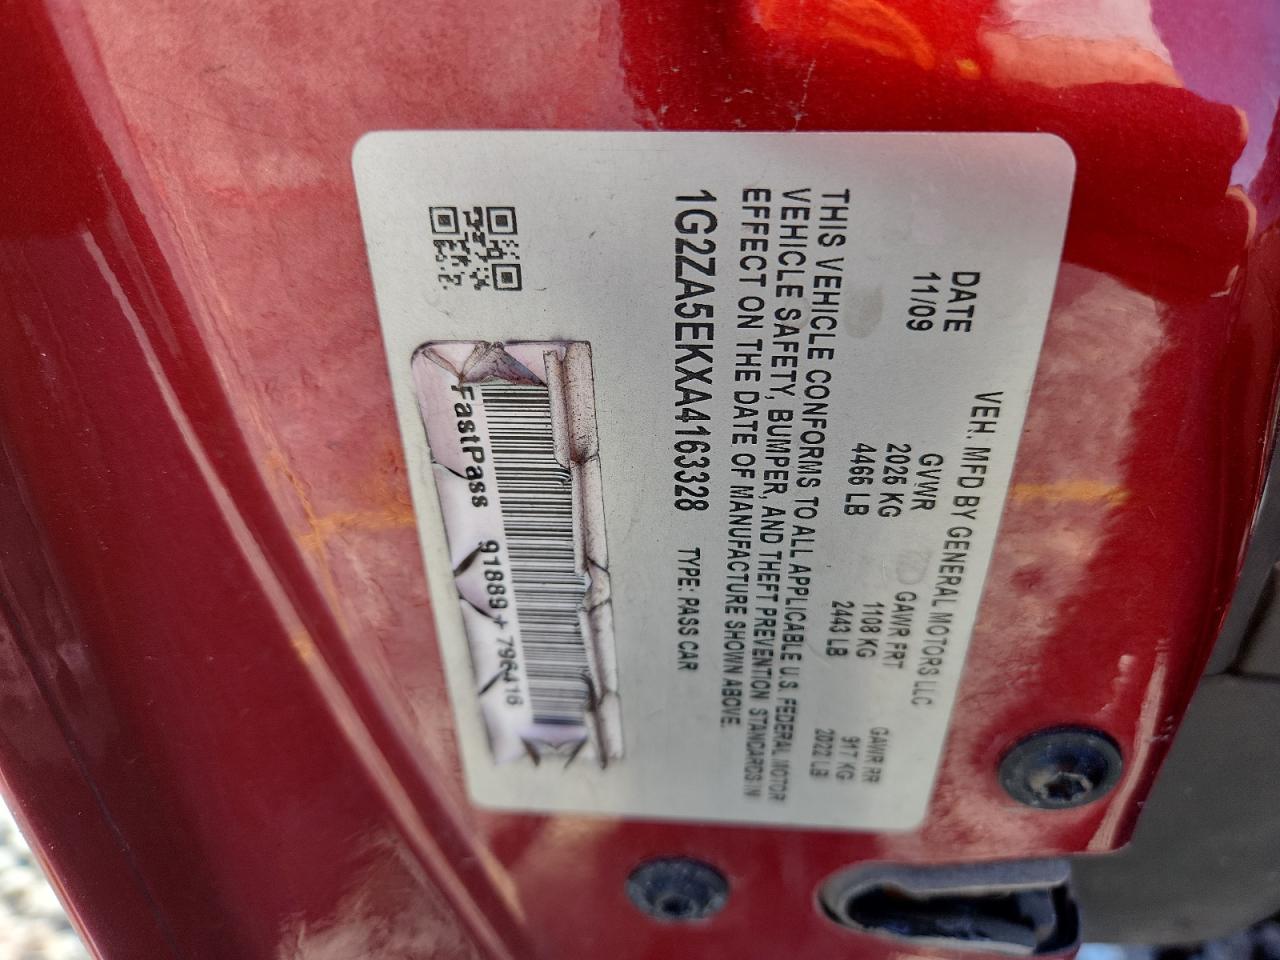 DATE
11/09
VEH. MFD BY GENERAL MOTORS LLC
GVWR
2026 KG
4466 LB
GAWR FRT
1108 KG
2443 LB
GAWR RR
917 KG
2022 LB
THIS VEHICLE CONFORMS TO ALL APPLICABLE U.S. FEDERAL MOTOR
VEHICLE SAFETY, BUMPER, AND THEFT PREVENTION STANDARDS IN
EFFECT ON THE DATE OF MANUFACTURE SHOWN ABOVE.
1G2ZA5EKXA4163328 TYPE: PASS CAR
FastPass 91889+796416